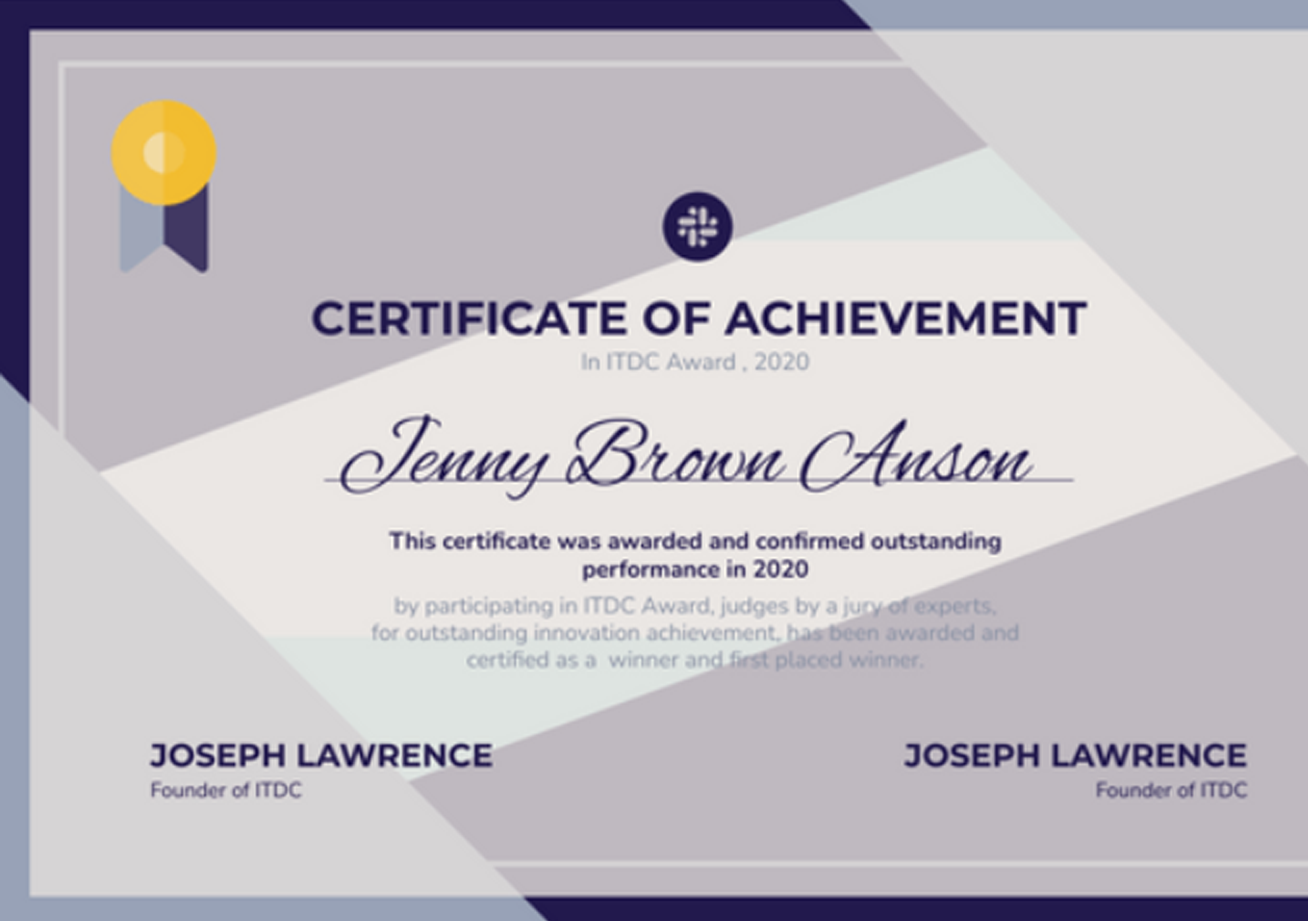 CERTIFICATE OF ACHIEVEMENT
In ITDC Award , 2020
Jenny Brown Anson
This certificate was awarded and confirmed outstanding
performance in 2020
by participating in ITDC Award, judges by a jury of experts,
for outstanding innovation achievement, has been awarded and
certified as a  winner and first placed winner.
JOSEPH LAWRENCE
Founder of ITDC
JOSEPH LAWRENCE
Founder of ITDC